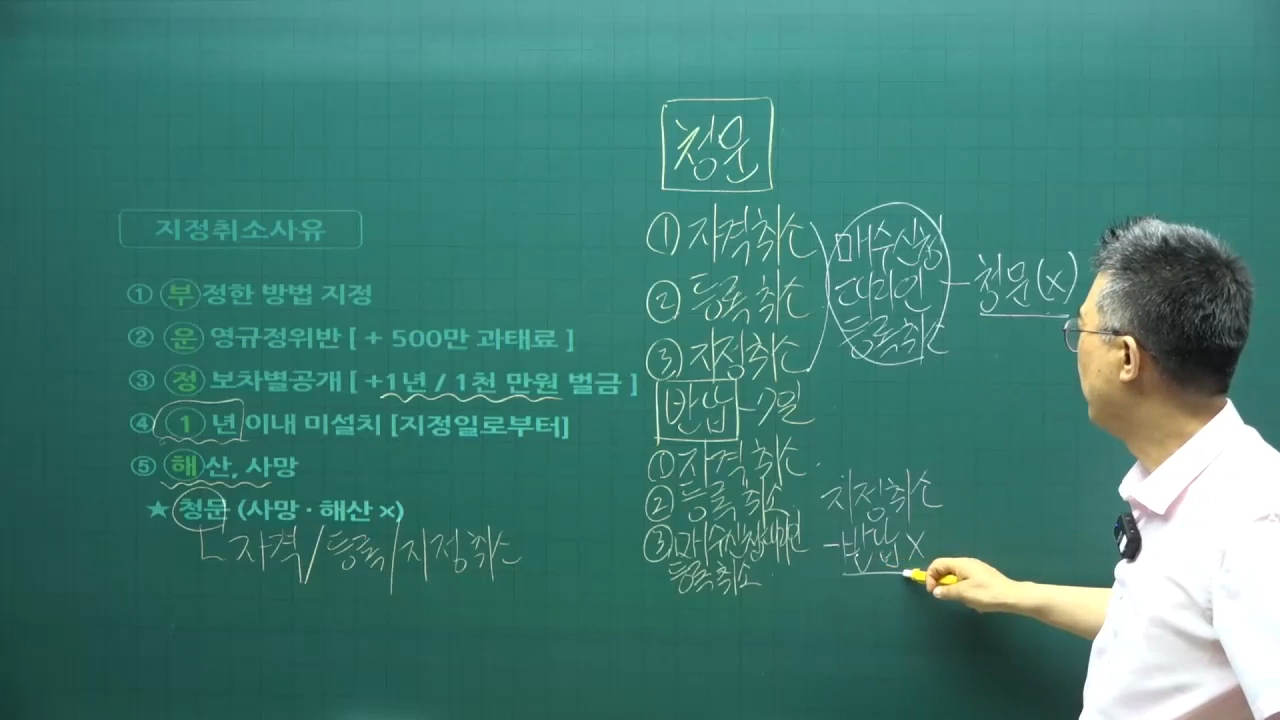 지정취소사유
① 부정한 방법 지정
② 운영규정위반 [ + 500만 과태료 ]
③ 정보차별공개 [ +1년 / 1천 만원 벌금 ]
④ 1년 이내 미설치 [지정일로부터]
⑤ 해산, 사망
★ 청문 (사망 · 해산 ×)
자격/등록/지정취소
청문
① 자격취소
② 등록취소
③ 지정취소
매수신청
대리인
등록취소
- 청문(x)
반납 - 7일
① 자격취소
② 등록취소
③ 매수신청대리인
등록취소
지정취소
- 반납 x